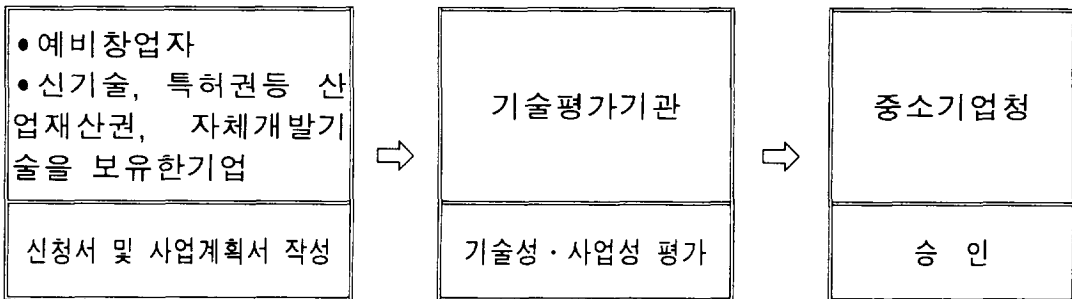 •예비창업자
•신기술, 특허권등 산
업재산권, 자체개발기
술을 보유한기업
신청서 및 사업계획서 작성
⇨
기술평가기관
기술성·사업성 평가
⇨
중소기업청
승 인